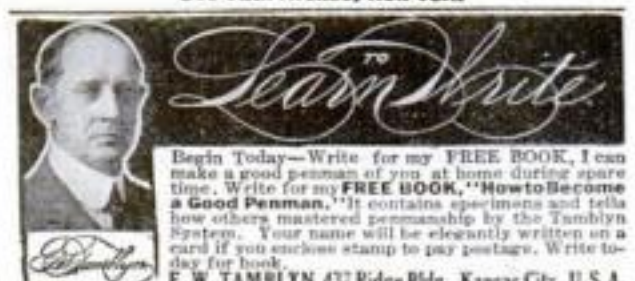 Learn to Write
Begin Today—Write for my FREE BOOK, I can
make a good penman of you at home during spare
time. Write for my FREE BOOK, "How to Become
a Good Penman." It contains specimens and tells
how others mastered penmanship by the Tamblyn
System. Your name will be elegantly written on a
card if you enclose stamp to pay postage. Write to-
day for book.
F. W. TAMBLYN, 437 Ridge Bldg., Kansas City, U.S.A.